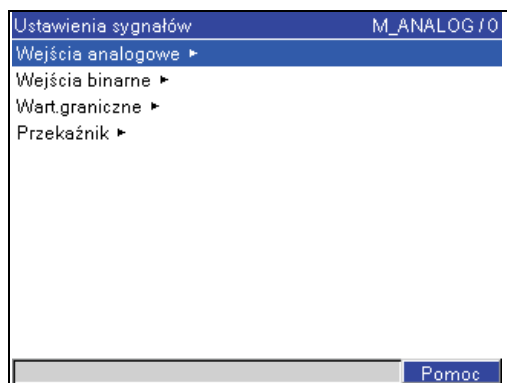 Ustawienia sygnałów M_ANALOG / 0
Wejścia analogowe ►
Wejścia binarne ►
Wart.graniczne ►
Przekaźnik ►
Pomoc